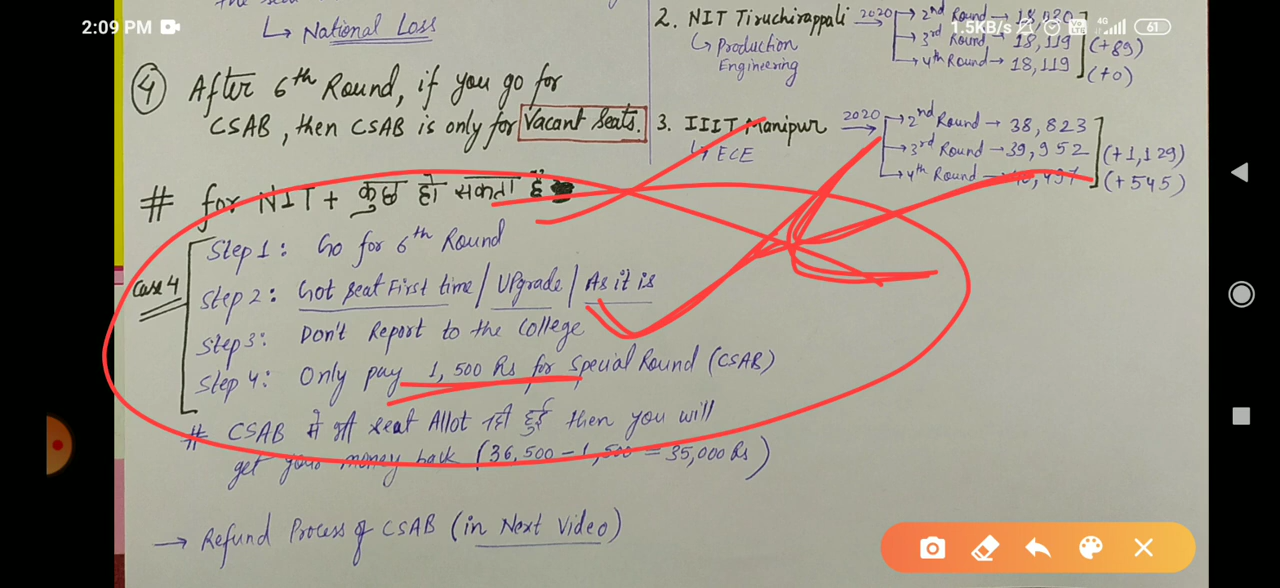 2:09 PM
1.5KB/s 4G 61
↳ National Loss
④ After 6th Round, if you go for
CSAB, then CSAB is only for Vacant Seats.
# for NIT + कुछ हो सकता है
Case 4
Step 1: Go for 6th Round
Step 2: Got seat First time / Upgrade / As it is
Step 3: Don't Report to the College
Step 4: Only pay 1,500 Rs for Special Round (CSAB)
# CSAB में भी seat Allot नहीं हुई then you will
get your money back (36,500 - 1,500 = 35,000 Rs)
→ Refund Process of CSAB (in Next Video)
2. NIT Tiruchirappali 2020 → 2nd Round →
↳ Production → 3rd Round → 18,119 (+89)
Engineering → 4th Round → 18,119 (+0)
3. IIIT Manipur 2020 → 2nd Round → 38,823
↳ ECE → 3rd Round → 39,952 (+1,129)
→ 4th Round → (+545)